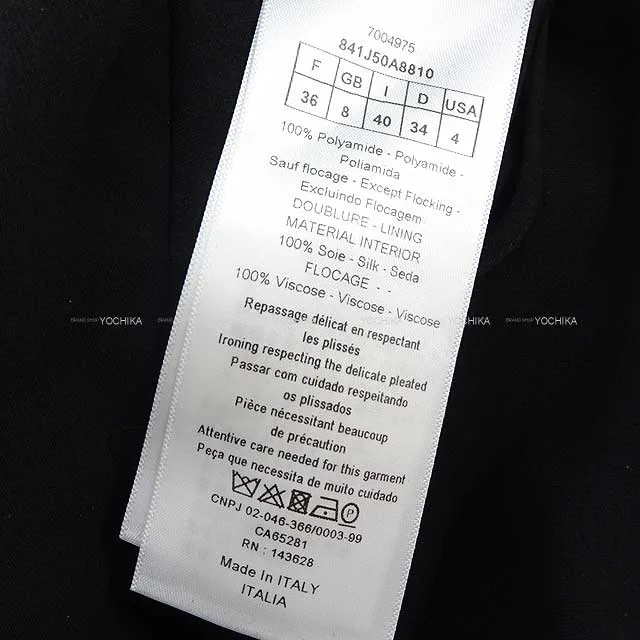 7004975
841J50A8810
F GB I D USA
36 8 40 34 4
100% Polyamide - Polyamide -
Poliamida
Sauf flocage - Except Flocking -
Excluindo Flocagem
DOUBLURE - LINING
MATERIAL INTERIOR
100% Soie - Silk - Seda
FLOCAGE - -
100% Viscose - Viscose - Viscose
Repassage délicat en respectant
les plissés
Ironing respecting the delicate pleated
Passar com cuidado respeitando
os plissados
Pièce nécessitant beaucoup
de précaution
Attentive care needed for this garment
Peça que necessita de muito cuidado
P
CNPJ 02-046-366/0003-99
CA65281
RN : 143628
Made In ITALY
ITALIA
BRAND SHOP YOCHIKA
BRAND SHOP YOCHIKA